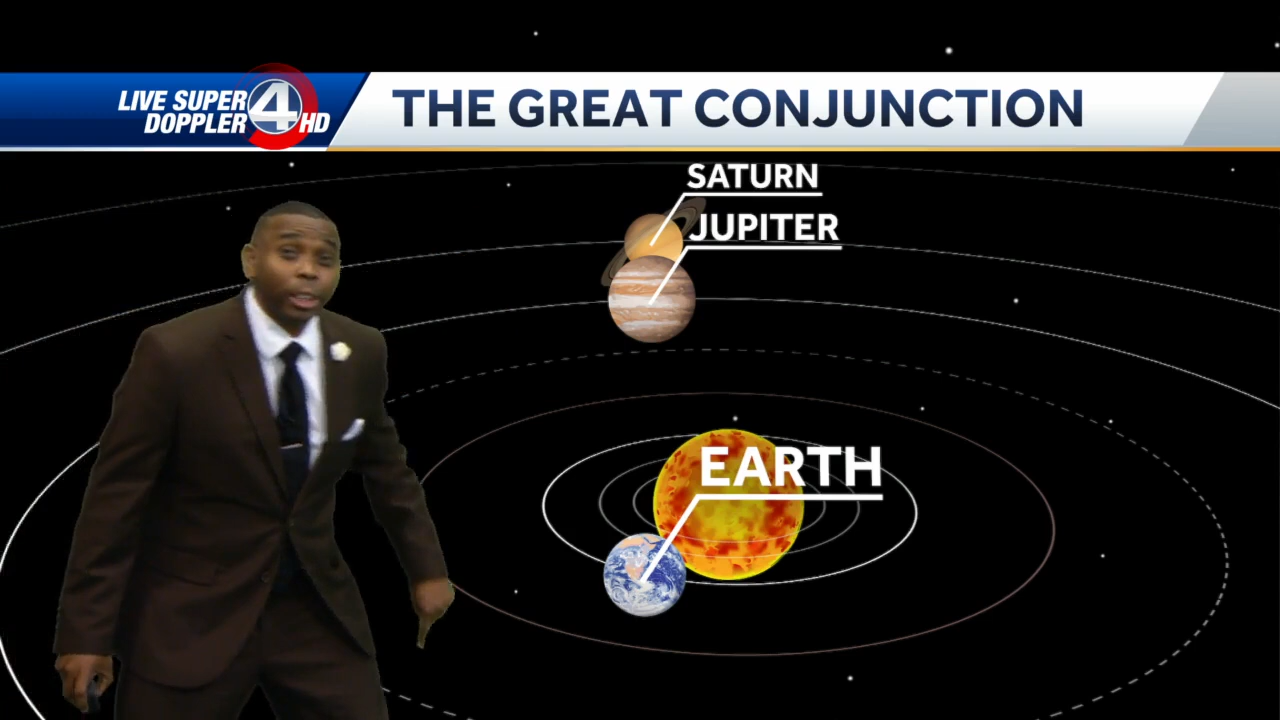 LIVE SUPER
DOPPLER 4 HD
THE GREAT CONJUNCTION
SATURN
JUPITER
EARTH